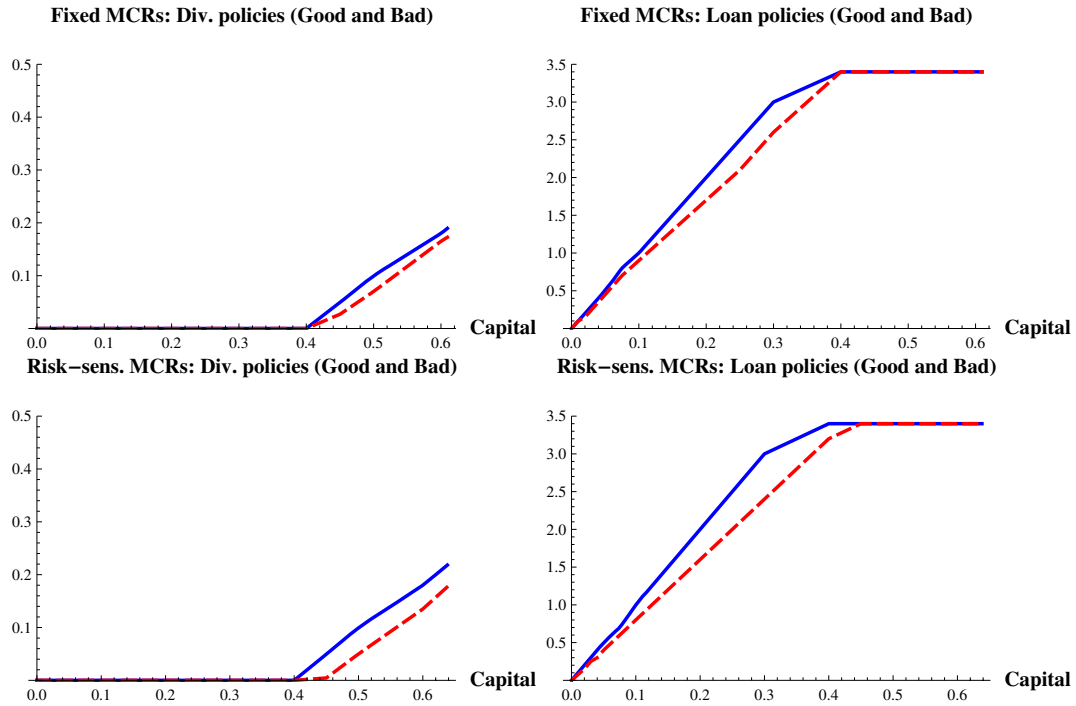 Fixed MCRs: Div. policies (Good and Bad)
0.5
0.4
0.3
0.2
0.1
0.0 0.1 0.2 0.3 0.4 0.5 0.6
Capital
Fixed MCRs: Loan policies (Good and Bad)
3.5
3.0
2.5
2.0
1.5
1.0
0.5
0.0 0.1 0.2 0.3 0.4 0.5 0.6
Capital
Risk−sens. MCRs: Div. policies (Good and Bad)
0.5
0.4
0.3
0.2
0.1
0.0 0.1 0.2 0.3 0.4 0.5 0.6
Capital
Risk−sens. MCRs: Loan policies (Good and Bad)
3.5
3.0
2.5
2.0
1.5
1.0
0.5
0.0 0.1 0.2 0.3 0.4 0.5 0.6
Capital